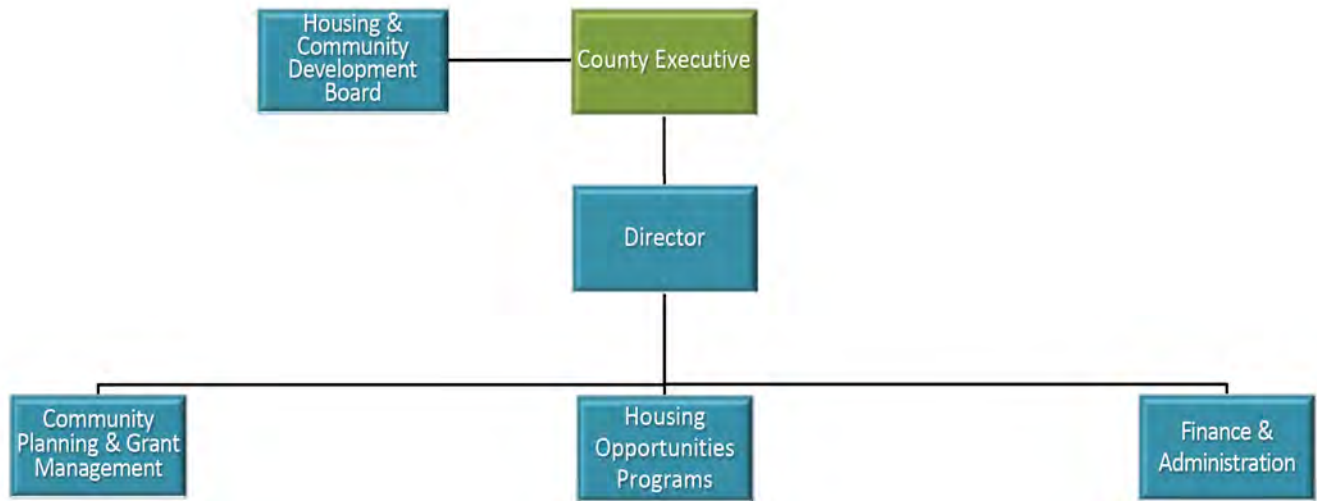 Housing &
Community
Development
Board
County Executive
Director
Community
Planning & Grant
Management
Housing
Opportunities
Programs
Finance &
Administration